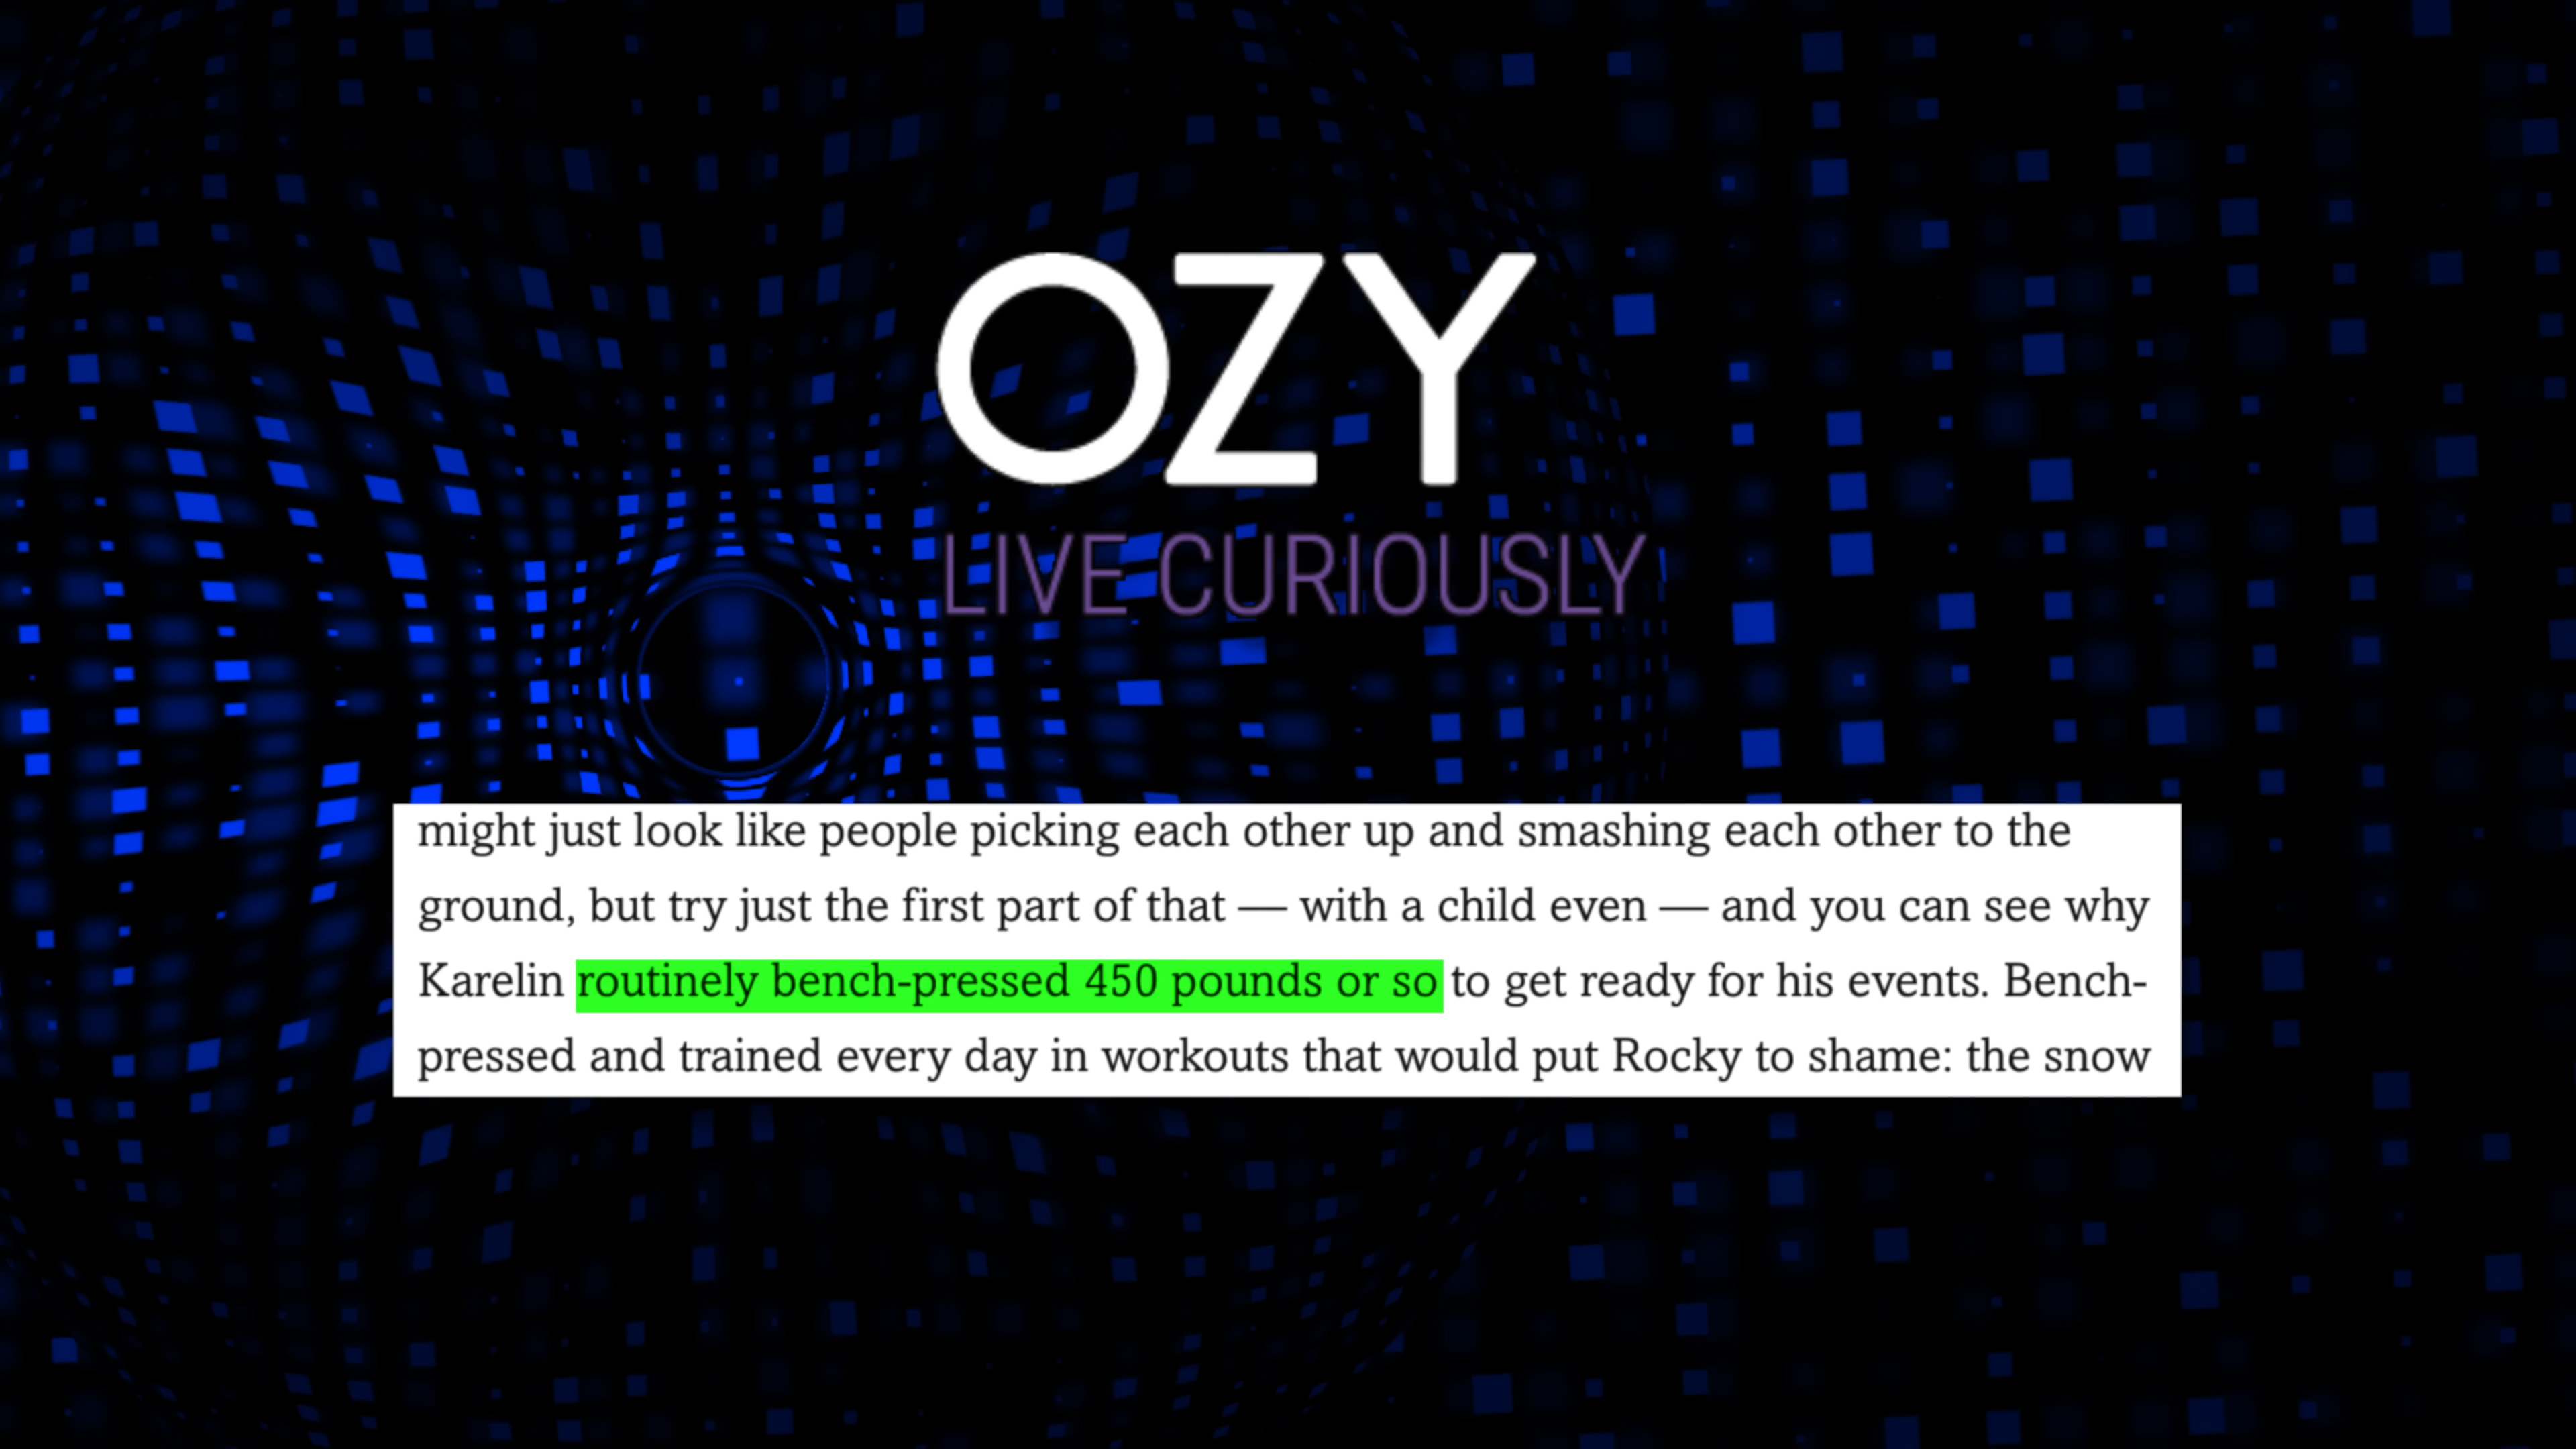 OZY
LIVE CURIOUSLY
might just look like people picking each other up and smashing each other to the
ground, but try just the first part of that — with a child even — and you can see why
Karelin routinely bench-pressed 450 pounds or so to get ready for his events. Bench-
pressed and trained every day in workouts that would put Rocky to shame: the snow